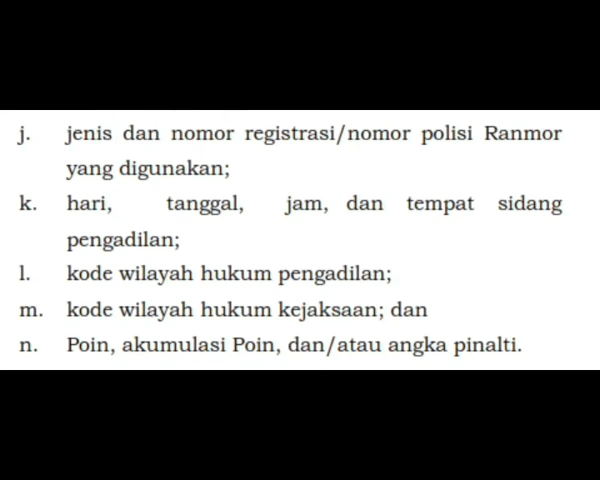 j. jenis dan nomor registrasi/nomor polisi Ranmor
yang digunakan;
k. hari, tanggal, jam, dan tempat sidang
pengadilan;
l. kode wilayah hukum pengadilan;
m. kode wilayah hukum kejaksaan; dan
n. Poin, akumulasi Poin, dan/atau angka pinalti.